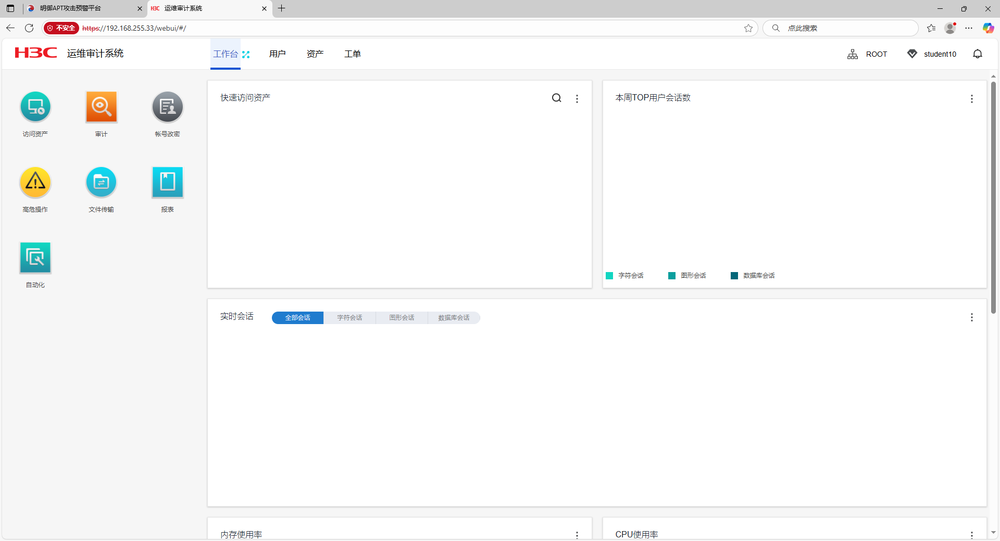 明御APT攻击预警平台
H3C 运维审计系统
不安全 https://192.168.255.33/webui/#/
点此搜索
H3C 运维审计系统
工作台 用户 资产 工单
ROOT student10
访问资产 审计 帐号改密
高危操作 文件传输 报表
自动化
快速访问资产
本周TOP用户会话数
字符会话 图形会话 数据库会话
实时会话 全部会话 字符会话 图形会话 数据库会话
内存使用率
CPU使用率